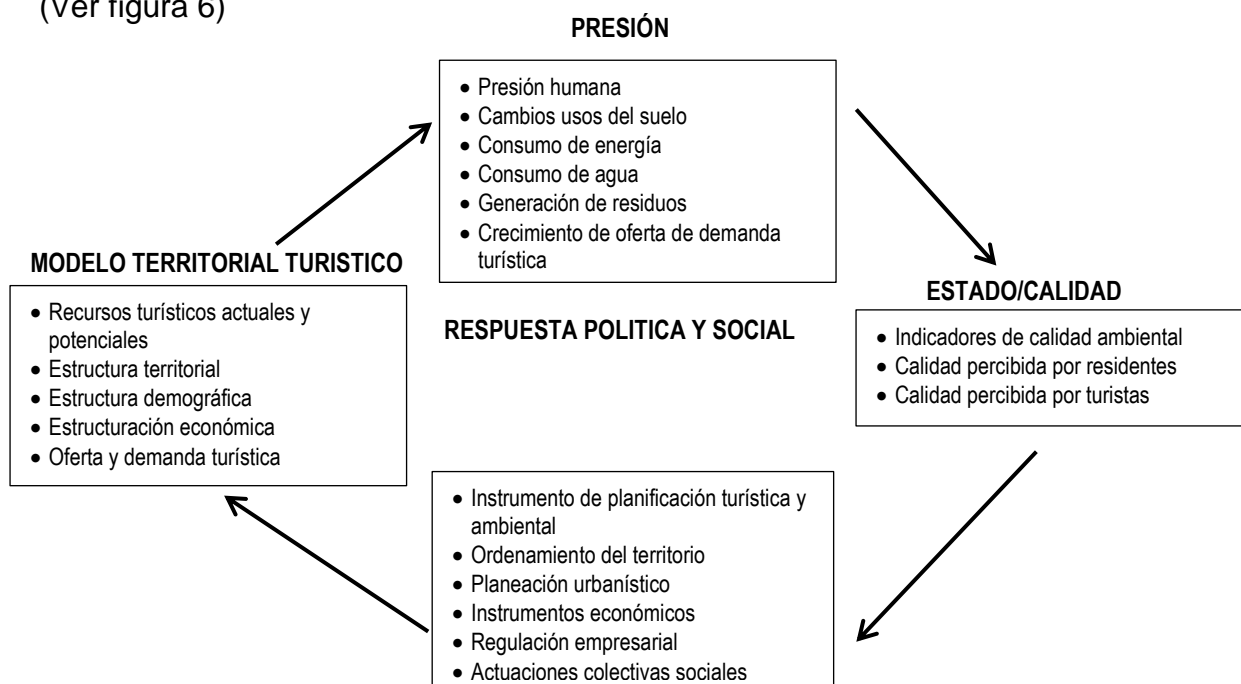 (Ver figura 6)
PRESIÓN
• Presión humana
• Cambios usos del suelo
• Consumo de energía
• Consumo de agua
• Generación de residuos
• Crecimiento de oferta de demanda
turística
MODELO TERRITORIAL TURISTICO
• Recursos turísticos actuales y
potenciales
• Estructura territorial
• Estructura demográfica
• Estructuración económica
• Oferta y demanda turística
ESTADO/CALIDAD
• Indicadores de calidad ambiental
• Calidad percibida por residentes
• Calidad percibida por turistas
RESPUESTA POLITICA Y SOCIAL
• Instrumento de planificación turística y
ambiental
• Ordenamiento del territorio
• Planeación urbanístico
• Instrumentos económicos
• Regulación empresarial
• Actuaciones colectivas sociales